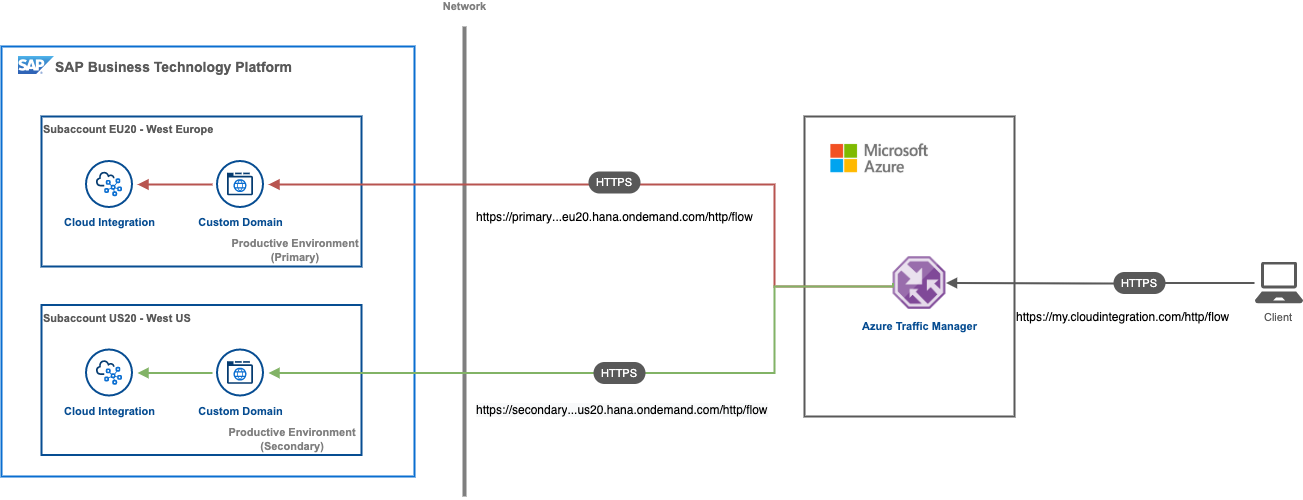 Network
SAP
SAP Business Technology Platform
Subaccount EU20 - West Europe
Cloud Integration
Custom Domain
Productive Environment
(Primary)
HTTPS
https://primary...eu20.hana.ondemand.com/http/flow
Microsoft
Azure
Azure Traffic Manager
HTTPS
https://my.cloudintegration.com/http/flow
Client
Subaccount US20 - West US
Cloud Integration
Custom Domain
Productive Environment
(Secondary)
HTTPS
https://secondary...us20.hana.ondemand.com/http/flow